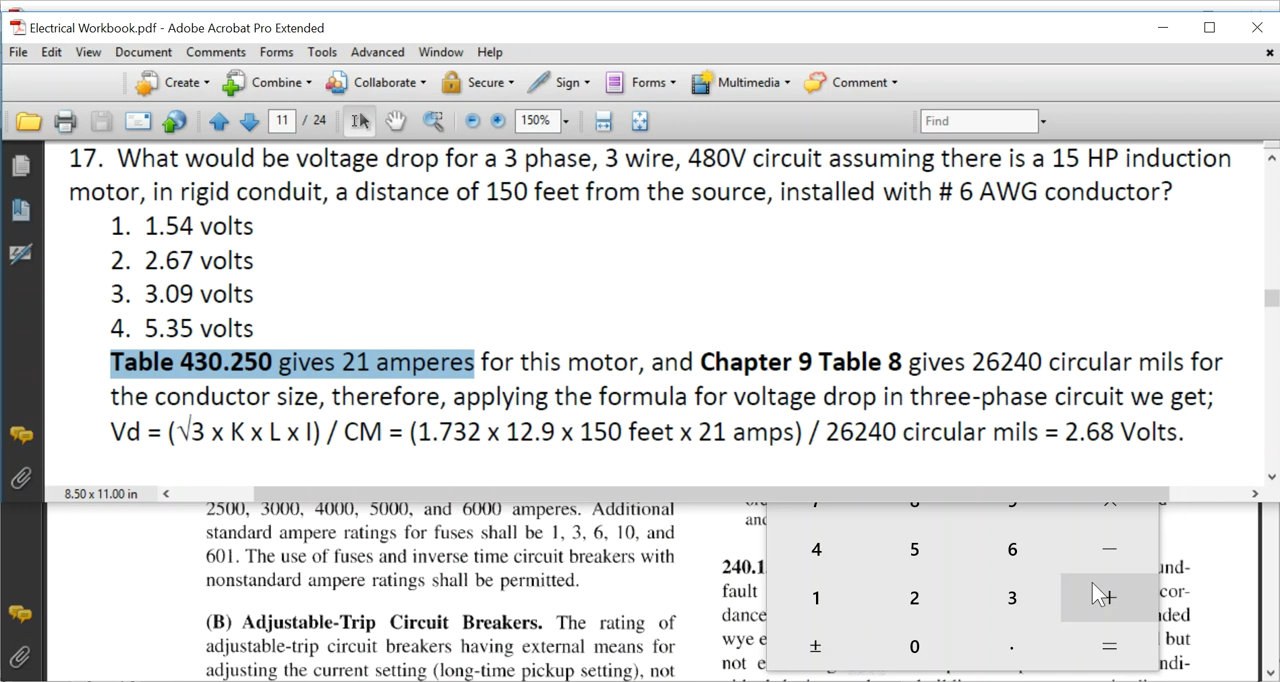 Electrical Workbook.pdf - Adobe Acrobat Pro Extended
File Edit View Document Comments Forms Tools Advanced Window Help
Create Combine Collaborate Secure Sign Forms Multimedia Comment
11 / 24 150% Find
17. What would be voltage drop for a 3 phase, 3 wire, 480V circuit assuming there is a 15 HP induction
motor, in rigid conduit, a distance of 150 feet from the source, installed with # 6 AWG conductor?
1. 1.54 volts
2. 2.67 volts
3. 3.09 volts
4. 5.35 volts
Table 430.250 gives 21 amperes for this motor, and Chapter 9 Table 8 gives 26240 circular mils for
the conductor size, therefore, applying the formula for voltage drop in three-phase circuit we get;
Vd = (√3 x K x L x I) / CM = (1.732 x 12.9 x 150 feet x 21 amps) / 26240 circular mils = 2.68 Volts.
8.50 x 11.00 in
2500, 3000, 4000, 5000, and 6000 amperes. Additional
standard ampere ratings for fuses shall be 1, 3, 6, 10, and
601. The use of fuses and inverse time circuit breakers with
nonstandard ampere ratings shall be permitted.
(B) Adjustable-Trip Circuit Breakers. The rating of
adjustable-trip circuit breakers having external means for
adjusting the current setting (long-time pickup setting), not
240.1
fault
dance
wye e
not e
4 5 6 −
1 2 3 +
± 0 . =
but